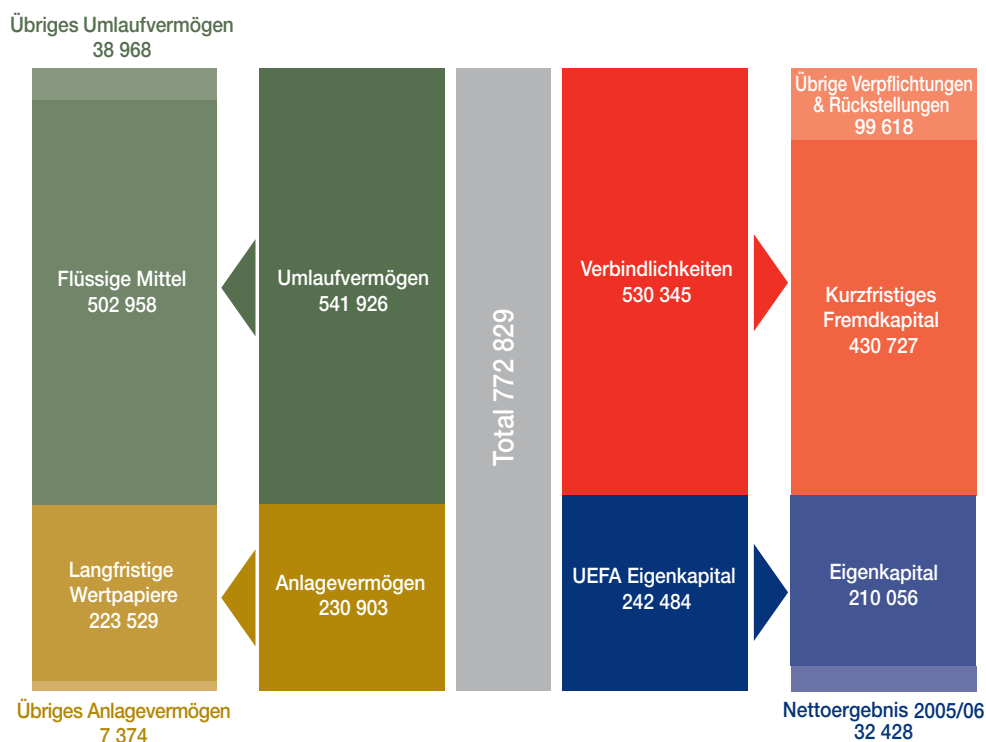 Übriges Umlaufvermögen
38 968
Flüssige Mittel
502 958
Langfristige
Wertpapiere
223 529
Übriges Anlagevermögen
7 374
Umlaufvermögen
541 926
Anlagevermögen
230 903
Total 772 829
Verbindlichkeiten
530 345
UEFA Eigenkapital
242 484
Übrige Verpflichtungen
& Rückstellungen
99 618
Kurzfristiges
Fremdkapital
430 727
Eigenkapital
210 056
Nettoergebnis 2005/06
32 428